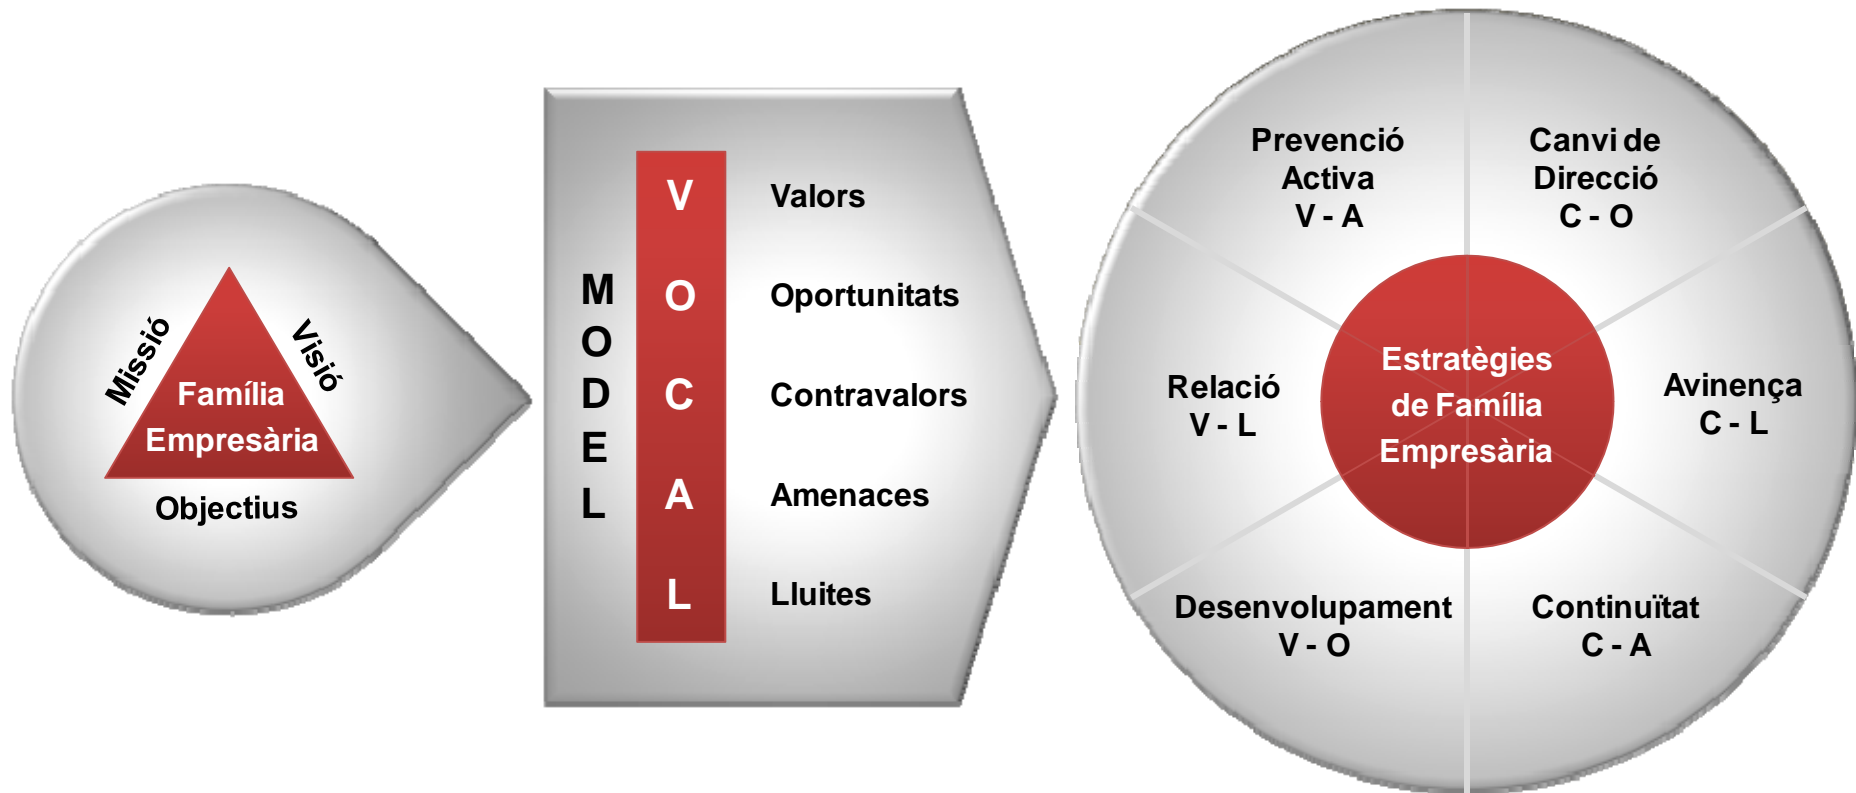 Missió
Visió
Família
Empresària
Objectius
MODEL
V Valors
O Oportunitats
C Contravalors
A Amenaces
L Lluites
Prevenció
Activa
V - A
Canvi de
Direcció
C - O
Relació
V - L
Estratègies
de Família
Empresària
Avinença
C - L
Desenvolupament
V - O
Continuïtat
C - A